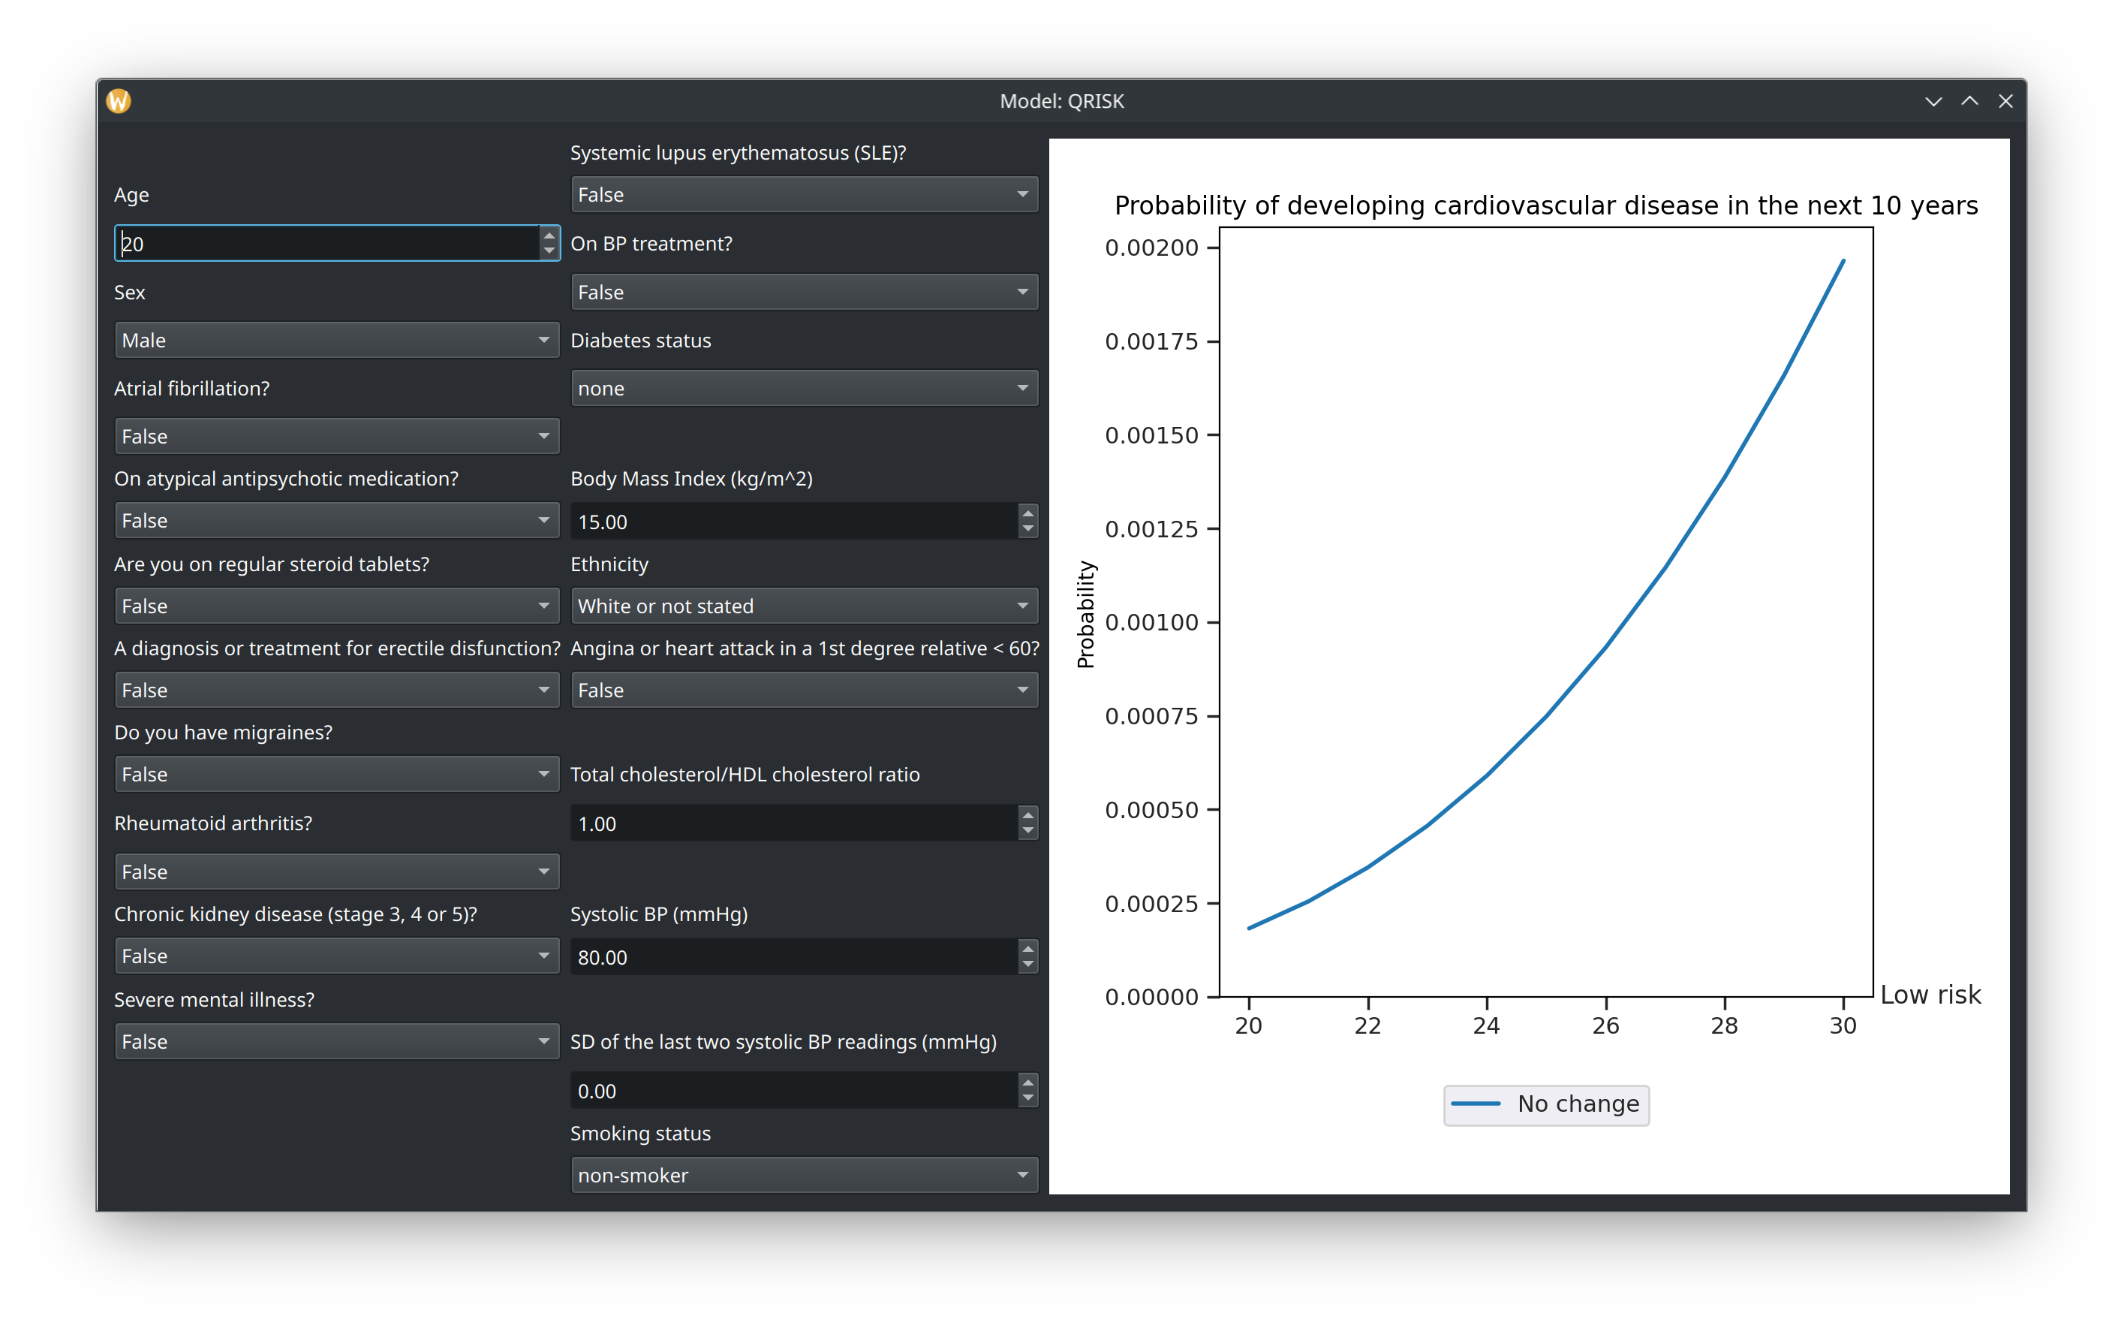 Model: QRISK
Age
20
Sex
Male
Atrial fibrillation?
False
On atypical antipsychotic medication?
False
Are you on regular steroid tablets?
False
A diagnosis or treatment for erectile disfunction?
False
Do you have migraines?
False
Rheumatoid arthritis?
False
Chronic kidney disease (stage 3, 4 or 5)?
False
Severe mental illness?
False
Systemic lupus erythematosus (SLE)?
False
On BP treatment?
False
Diabetes status
none
Body Mass Index (kg/m^2)
15.00
Ethnicity
White or not stated
Angina or heart attack in a 1st degree relative < 60?
False
Total cholesterol/HDL cholesterol ratio
1.00
Systolic BP (mmHg)
80.00
SD of the last two systolic BP readings (mmHg)
0.00
Smoking status
non-smoker
Probability of developing cardiovascular disease in the next 10 years
Probability
0.00200
0.00175
0.00150
0.00125
0.00100
0.00075
0.00050
0.00025
0.00000
20 22 24 26 28 30
Low risk
No change